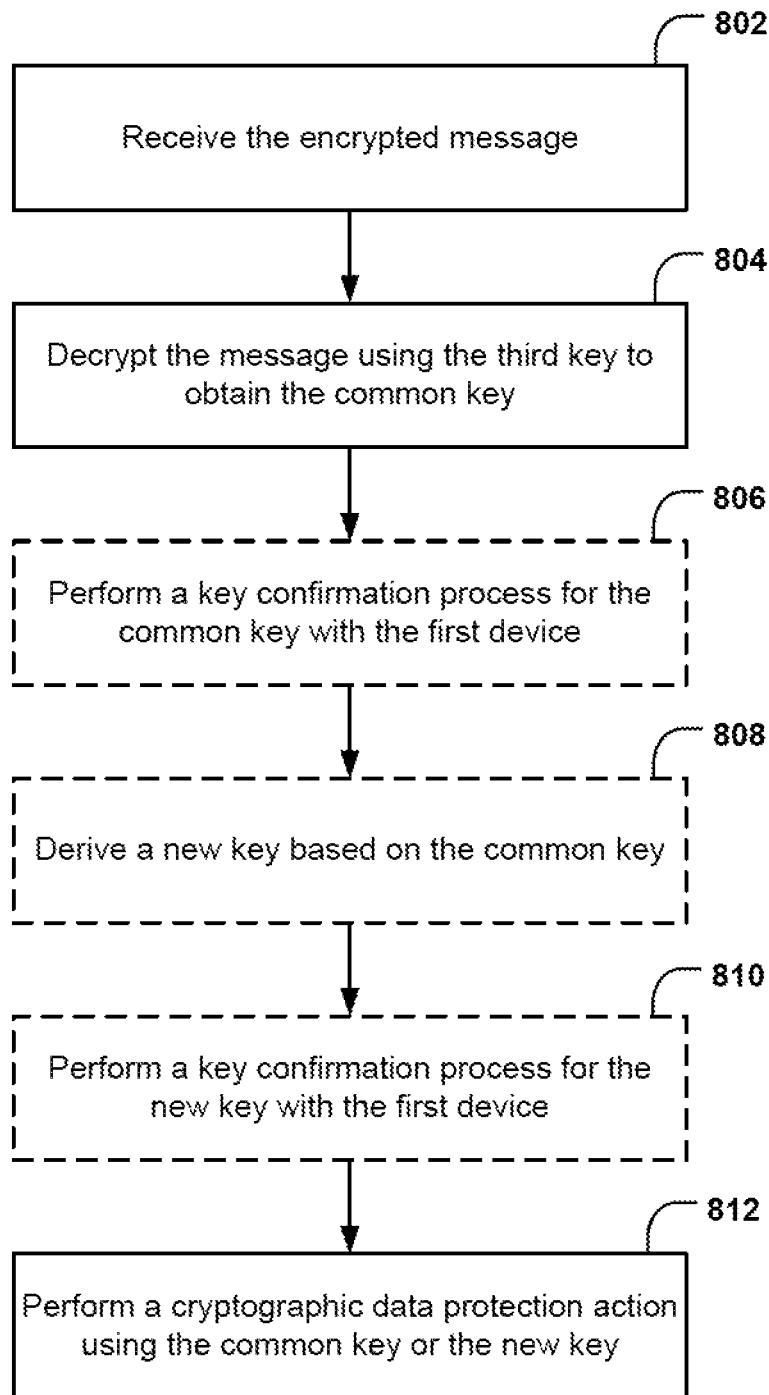 802
Receive the encrypted message
804
Decrypt the message using the third key to
obtain the common key
806
Perform a key confirmation process for the
common key with the first device
808
Derive a new key based on the common key
810
Perform a key confirmation process for the
new key with the first device
812
Perform a cryptographic data protection action
using the common key or the new key